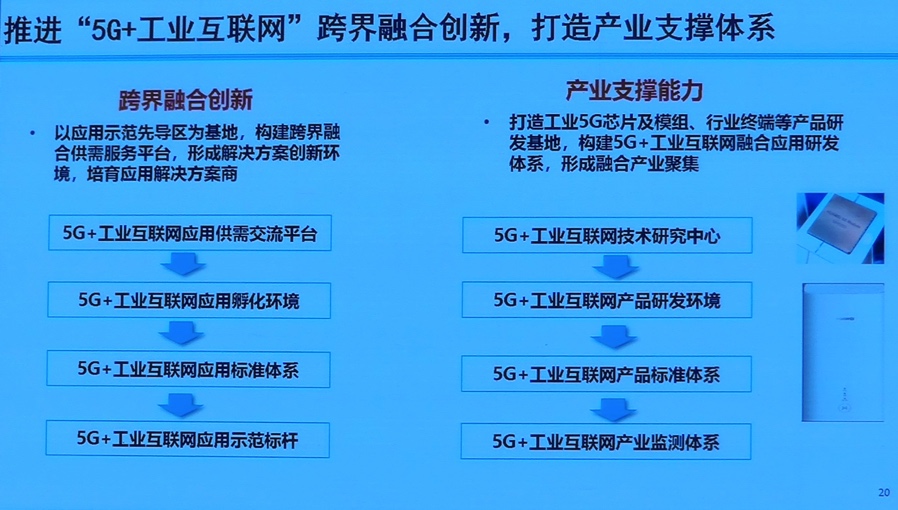 推进“5G+工业互联网”跨界融合创新，打造产业支撑体系
跨界融合创新
• 以应用示范先导区为基地，构建跨界融
合供需服务平台，形成解决方案创新环
境，培育应用解决方案商
5G+工业互联网应用供需交流平台
5G+工业互联网应用孵化环境
5G+工业互联网应用标准体系
5G+工业互联网应用示范标杆
产业支撑能力
• 打造工业5G芯片及模组、行业终端等产品研
发基地，构建5G+工业互联网融合应用研发
体系，形成融合产业聚集
5G+工业互联网技术研究中心
5G+工业互联网产品研发环境
5G+工业互联网产品标准体系
5G+工业互联网产业监测体系
20